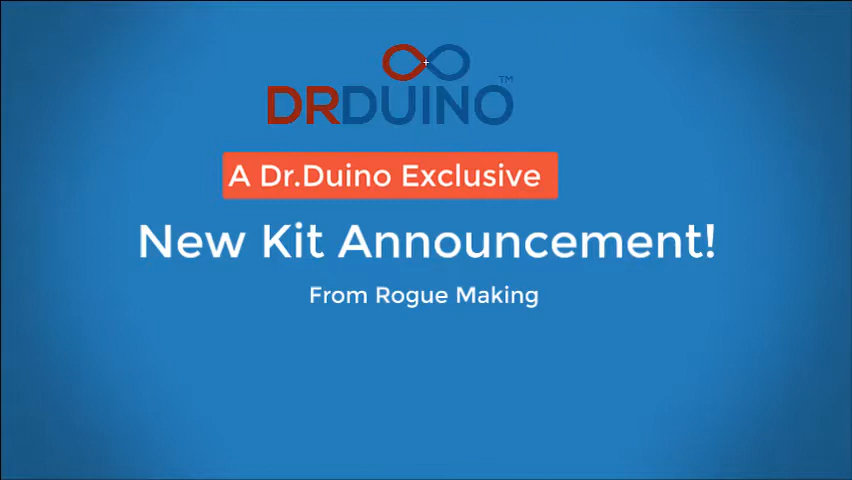 DRDUINO™
A Dr.Duino Exclusive
New Kit Announcement!
From Rogue Making